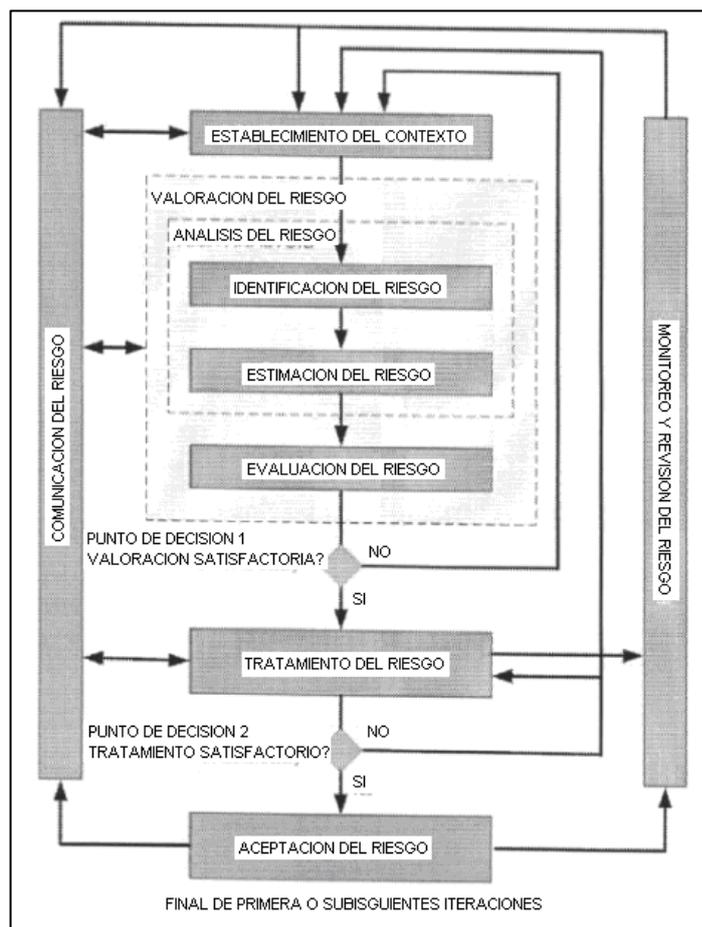 ESTABLECIMIENTO DEL CONTEXTO
VALORACION DEL RIESGO
ANALISIS DEL RIESGO
IDENTIFICACION DEL RIESGO
ESTIMACION DEL RIESGO
EVALUACION DEL RIESGO
PUNTO DE DECISION 1
VALORACION SATISFACTORIA?
NO
SI
TRATAMIENTO DEL RIESGO
PUNTO DE DECISION 2
TRATAMIENTO SATISFACTORIO?
NO
SI
ACEPTACION DEL RIESGO
FINAL DE PRIMERA O SUBISGUIENTES ITERACIONES
COMUNICACION DEL RIESGO
MONITOREO Y REVISION DEL RIESGO